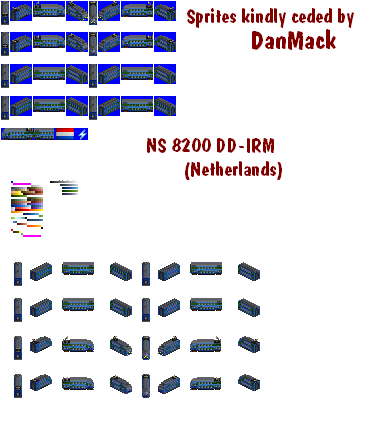 Sprites kindly ceded by
DanMack
NS 8200 DD-IRM
(Netherlands)